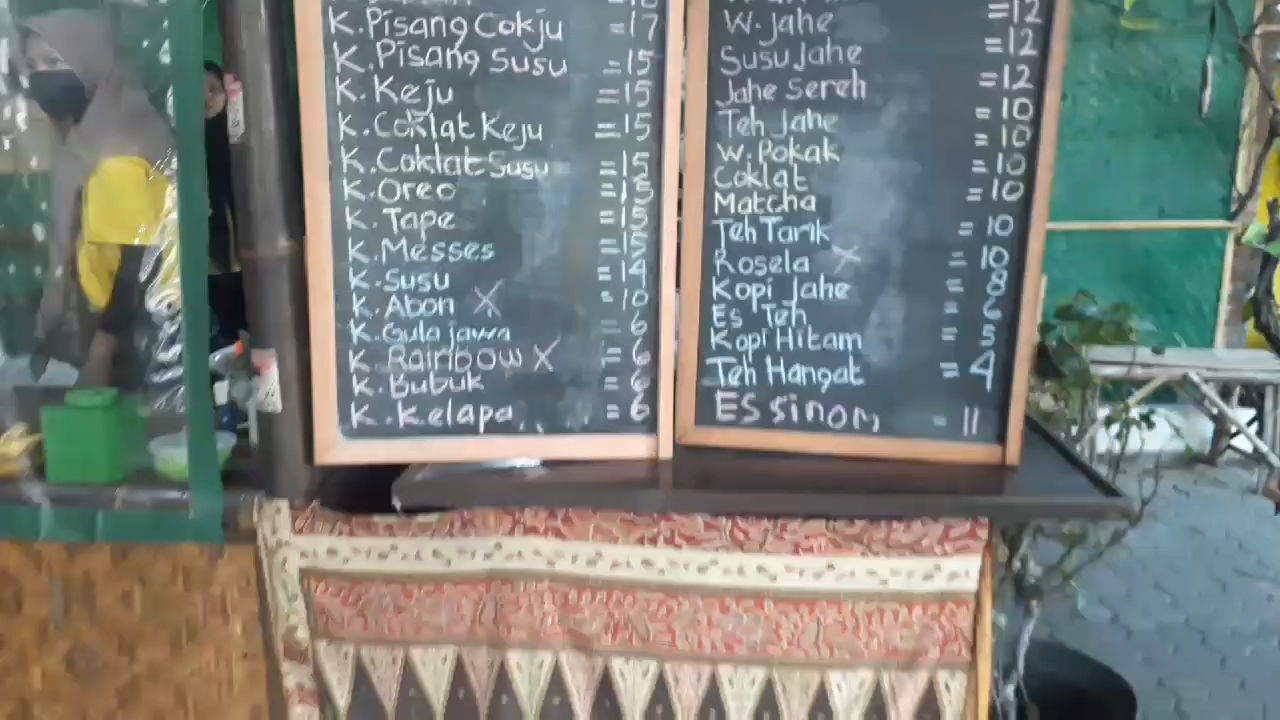 K.Pisang Cokju =17
K.Pisang Susu =15
K.Keju =15
K.Coklat Keju =15
K.Coklat Susu =15
K.Oreo =15
K.Tape =15
K.Messes =15
K.Susu =14
K.Abon X =10
K.Gula jawa = 6
K.Rainbow X = 6
K.Bubuk = 6
K.Kelapa = 6
=12
W.Jahe =12
Susu Jahe =12
Jahe Sereh = 10
Teh Jahe = 10
W.Pokak = 10
Coklat = 10
Matcha
Teh Tarik = 10
Rosela X = 10
Kopi Jahe = 8
Es Teh = 6
Kopi Hitam = 5
Teh Hangat = 4
ES Sinom = 11